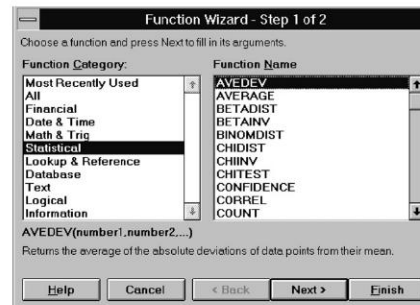 Function Wizard - Step 1 of 2
Choose a function and press Next to fill in its arguments.
Function Category:
Most Recently Used
All
Financial
Date & Time
Math & Trig
Statistical
Lookup & Reference
Database
Text
Logical
Information
Function Name
AVEDEV
AVERAGE
BETADIST
BETAINV
BINOMDIST
CHIDIST
CHIINV
CHITEST
CONFIDENCE
CORREL
COUNT
AVEDEV(number1,number2,...)
Returns the average of the absolute deviations of data points from their mean.
Help
Cancel
< Back
Next >
Finish